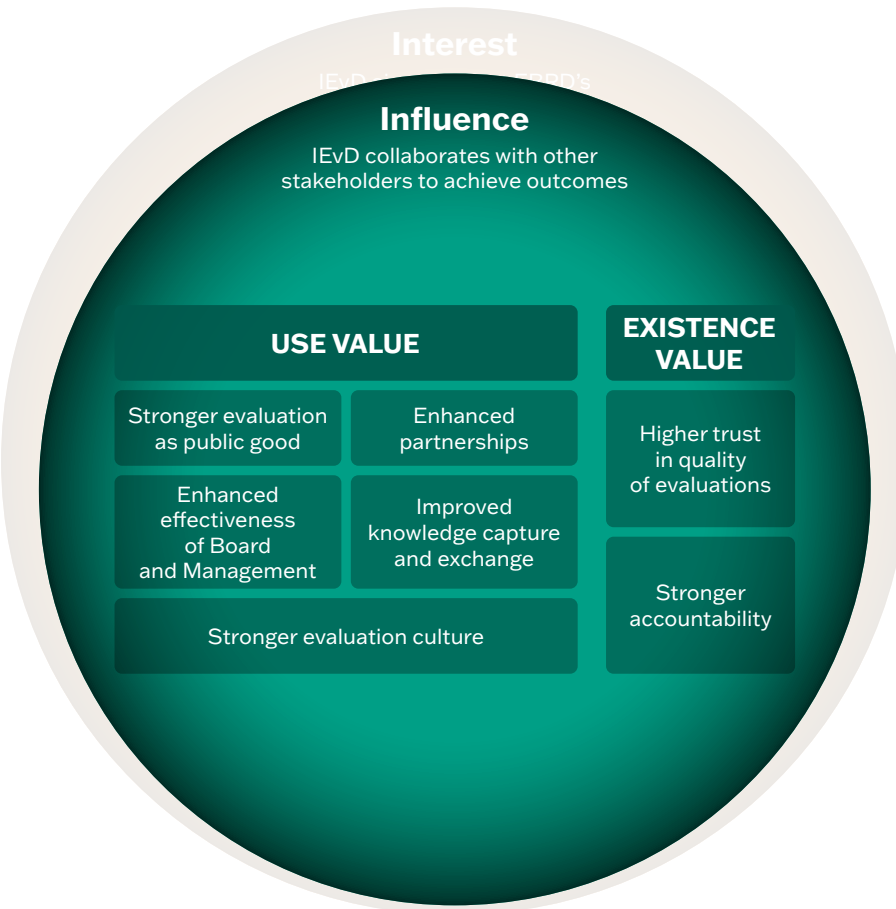 Interest
IEvD
Influence
IEvD collaborates with other
stakeholders to achieve outcomes
USE VALUE
EXISTENCE
VALUE
Stronger evaluation
as public good
Enhanced
partnerships
Higher trust
in quality
of evaluations
Enhanced
effectiveness
of Board
and Management
Improved
knowledge capture
and exchange
Stronger
accountability
Stronger evaluation culture